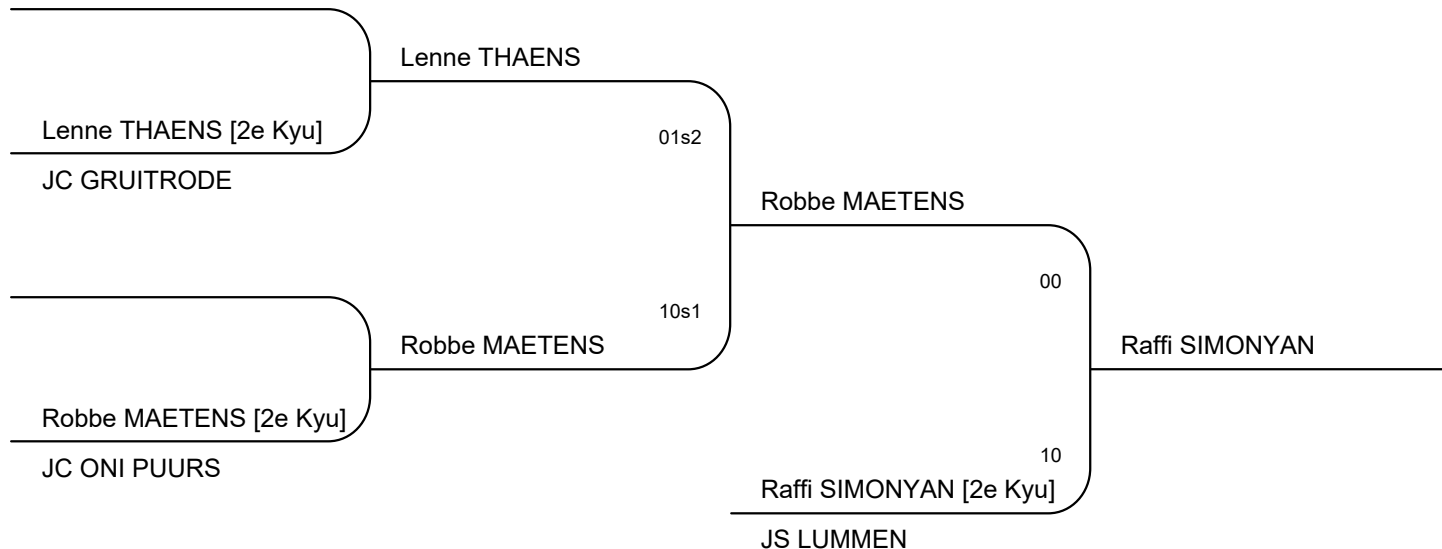 Lenne THAENS
Lenne THAENS [2e Kyu]
01s2
JC GRUITRODE
Robbe MAETENS
00
10s1
Robbe MAETENS
Raffi SIMONYAN
Robbe MAETENS [2e Kyu]
10
JC ONI PUURS
Raffi SIMONYAN [2e Kyu]
JS LUMMEN